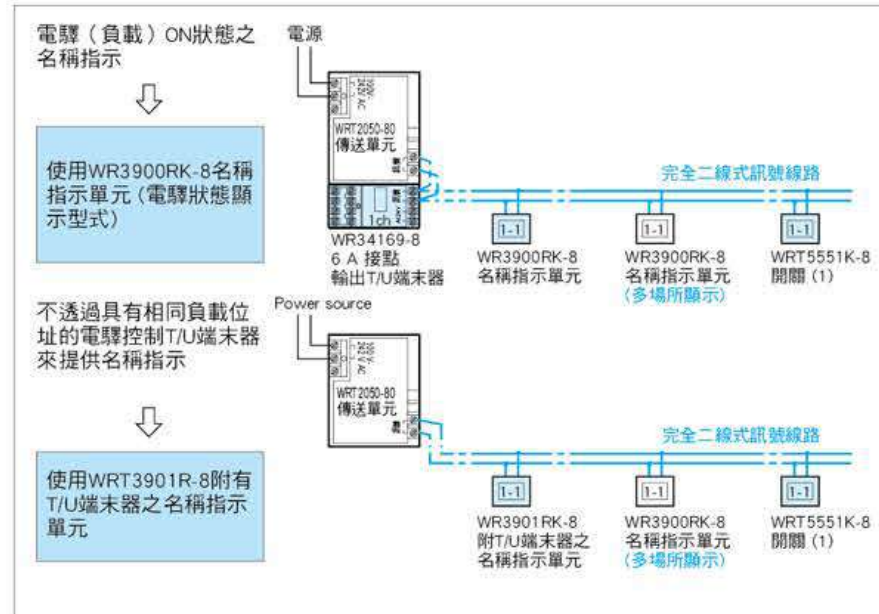 電驛（負載）ON狀態之
名稱指示
使用WR3900RK-8名稱
指示單元(電驛狀態顯
示型式)
電源
100V-
242V AC
WRT2050-80
傳送單元
1ch
WR34169-8
6 A 接點
輸出T/U端末器
完全二線式訊號線路
1-1
WR3900RK-8
名稱指示單元
1-1
WR3900RK-8
名稱指示單元
(多場所顯示)
1-1
WRT5551K-8
開關 (1)
不透過具有相同負載位
址的電驛控制T/U端末器
來提供名稱指示
使用WRT3901R-8附有
T/U端末器之名稱指示
單元
Power source
100V-
242V AC
WRT2050-80
傳送單元
完全二線式訊號線路
1-1
WR3901RK-8
附T/U端末器之
名稱指示單元
1-1
WR3900RK-8
名稱指示單元
(多場所顯示)
1-1
WRT5551K-8
開關 (1)